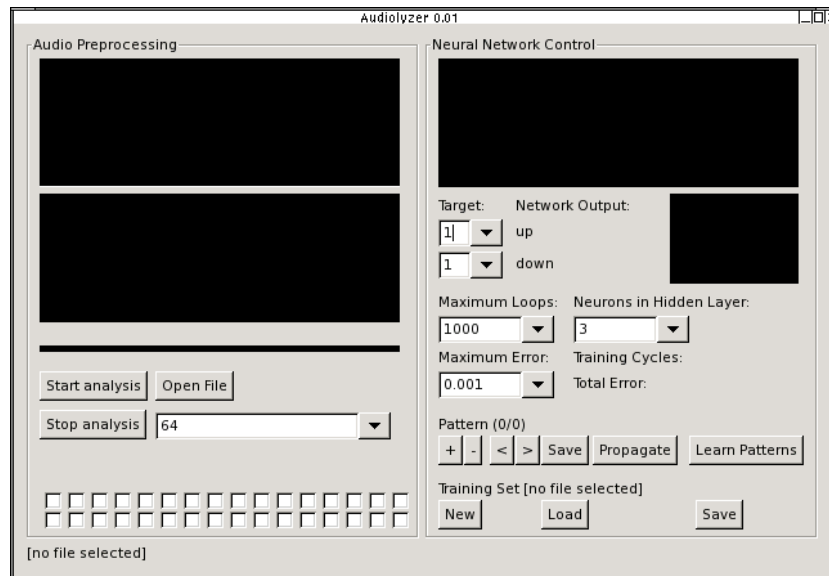 Audiolyzer 0.01
Audio Preprocessing
Start analysis Open File
Stop analysis 64
[no file selected]
Neural Network Control
Target: Network Output:
1 up
1 down
Maximum Loops: Neurons in Hidden Layer:
1000 3
Maximum Error: Training Cycles:
0.001 Total Error:
Pattern (0/0)
+ - < > Save Propagate Learn Patterns
Training Set [no file selected]
New Load Save